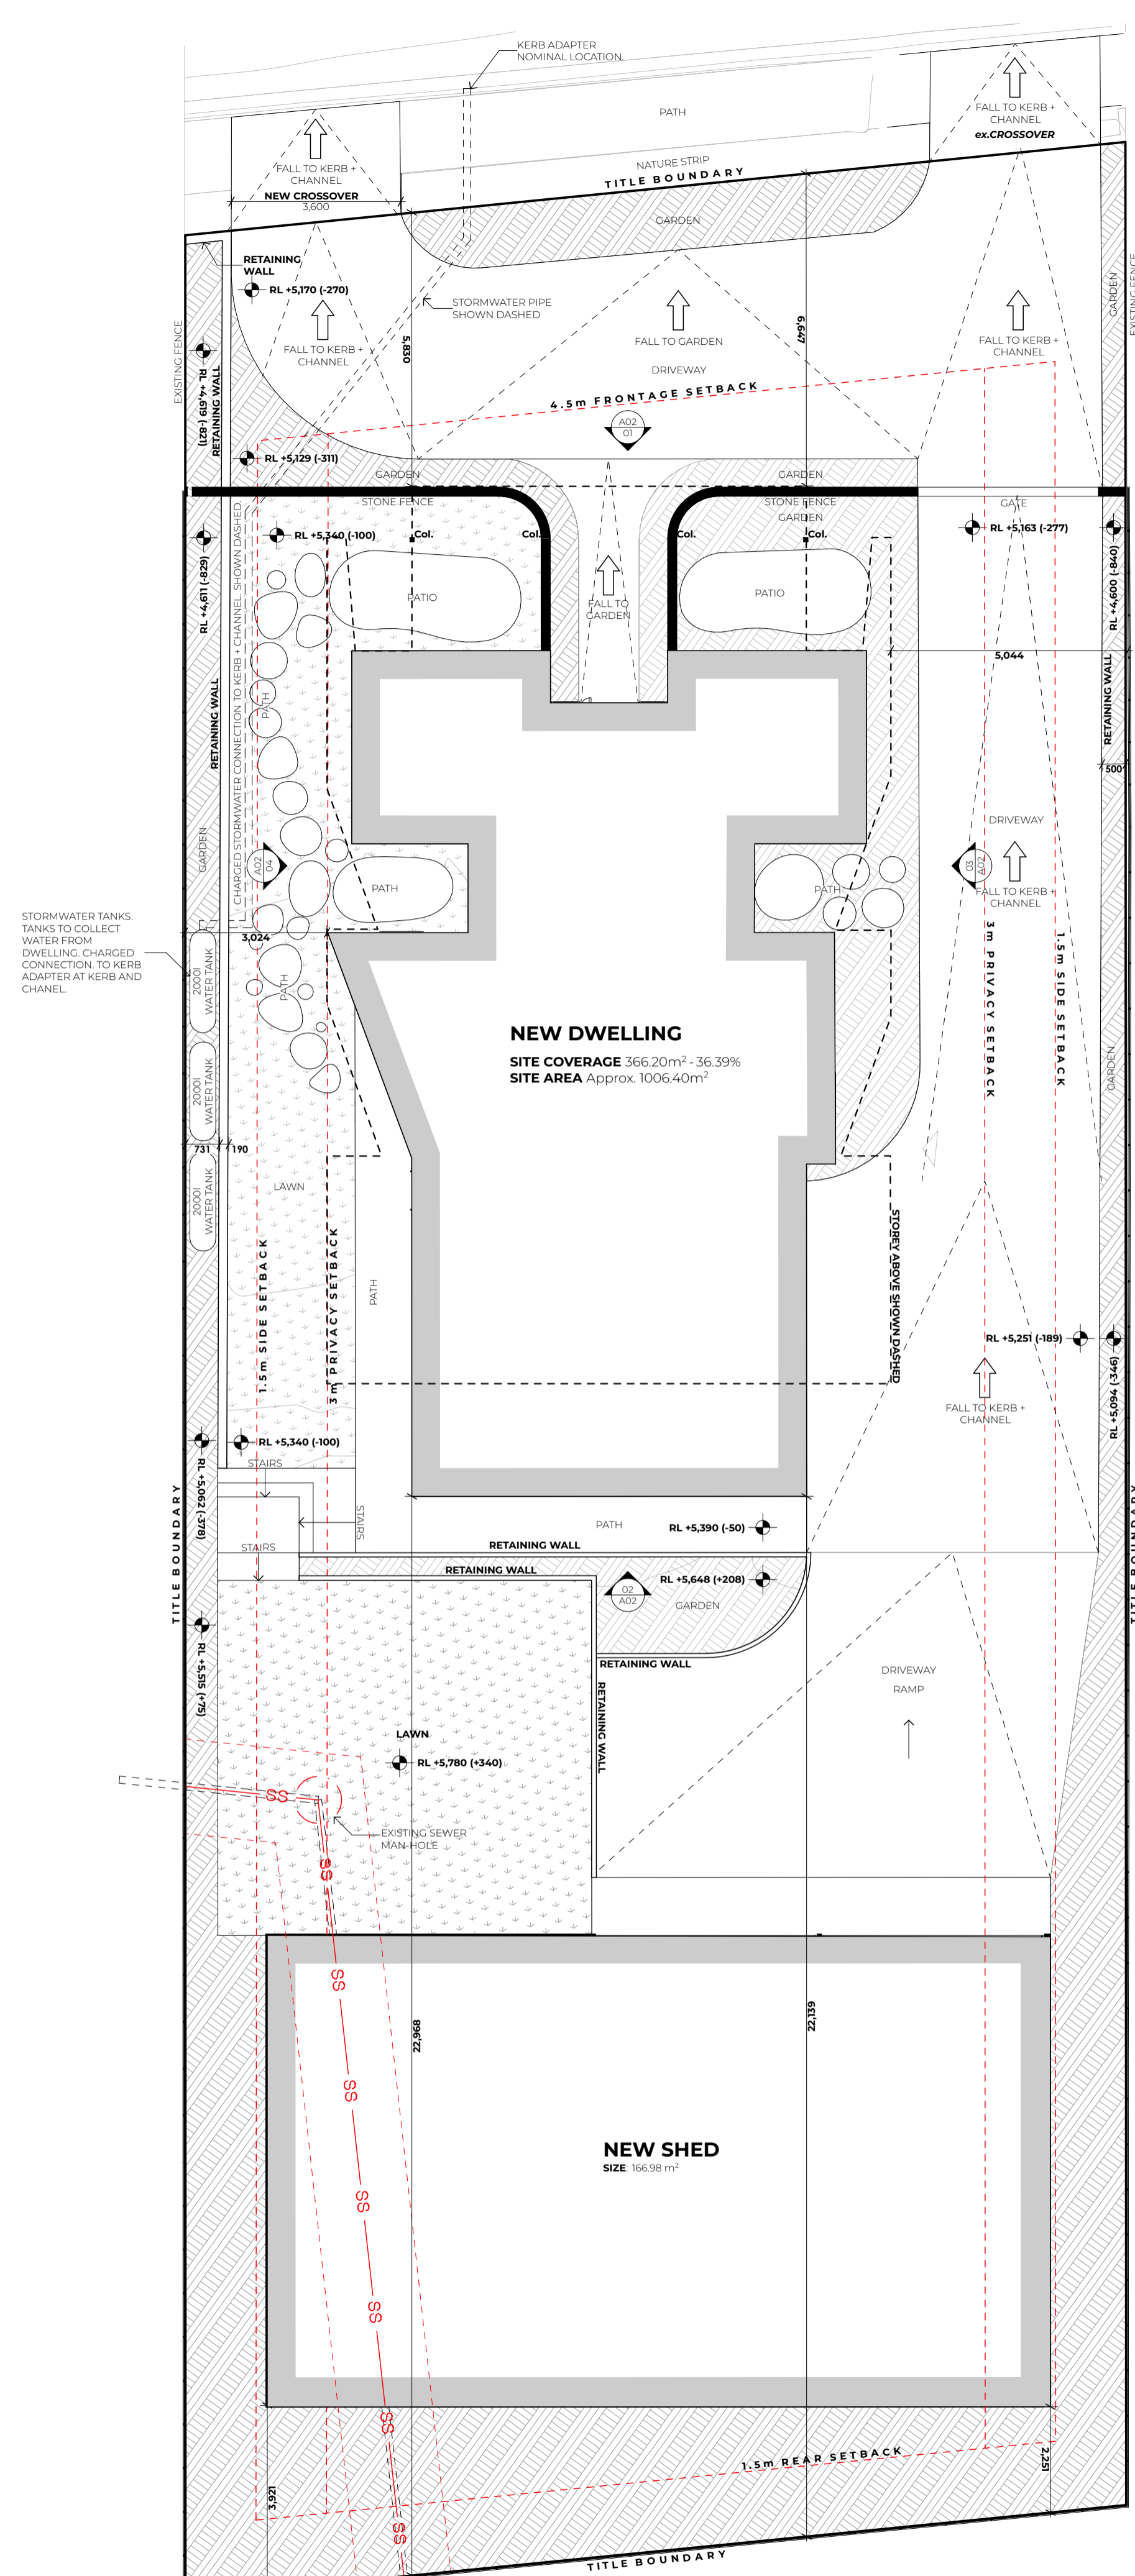 KERB ADAPTER
NOMINAL LOCATION.
PATH
FALL TO KERB +
CHANNEL
ex.CROSSOVER
FALL TO KERB +
CHANNEL
NATURE STRIP
TITLE BOUNDARY
NEW CROSSOVER
3,600
GARDEN
RETAINING
WALL
RL +5,170 (-270)
STORMWATER PIPE
SHOWN DASHED
GARDEN
EXISTING FENCE
EXISTING FENCE
5,830
6,647
FALL TO KERB +
CHANNEL
FALL TO GARDEN
FALL TO KERB +
CHANNEL
DRIVEWAY
RL +4,619 (-821)
RETAINING WALL
4.5m FRONTAGE SETBACK
A02
01
RL +5,129 (-311)
GARDEN
GARDEN
STONE FENCE
STONE FENCE
GARDEN
GATE
RL +5,340 (-100)
Col.
Col.
Col.
Col.
RL +5,163 (-277)
RL +4,611 (-829)
RL +4,600 (-840)
CHARGED STORMWATER CONNECTION TO KERB + CHANNEL. SHOWN DASHED.
PATIO
PATIO
FALL TO
GARDEN
5,044
RETAINING WALL
RETAINING WALL
PATH
500
DRIVEWAY
GARDEN
A02
04
03
A02
PATH
PATH
FALL TO KERB +
CHANNEL
STORMWATER TANKS.
TANKS TO COLLECT
WATER FROM
DWELLING. CHARGED
CONNECTION. TO KERB
ADAPTER AT KERB AND
CHANEL.
3,024
2000l
WATER TANK
PATH
3m PRIVACY SETBACK
1.5m SIDE SETBACK
NEW DWELLING
SITE COVERAGE 366.20m² - 36.39%
SITE AREA Approx. 1006.40m²
2000l
WATER TANK
GARDEN
731
190
2000l
WATER TANK
LAWN
1.5m SIDE SETBACK
3m PRIVACY SETBACK
PATH
STOREY ABOVE SHOWN DASHED
RL +5,251 (-189)
RL +5,094 (-346)
FALL TO KERB +
CHANNEL
RL +5,340 (-100)
RL +5,062 (-378)
STAIRS
STAIRS
STAIRS
TITLE BOUNDARY
TITLE BOUNDARY
PATH
RL +5,390 (-50)
RETAINING WALL
RETAINING WALL
02
A02
RL +5,648 (+208)
GARDEN
RL +5,515 (+75)
RETAINING WALL
RETAINING WALL
DRIVEWAY
RAMP
LAWN
RL +5,780 (+340)
SS
EXISTING SEWER
MAN-HOLE
SS
SS
22,968
22,139
SS
NEW SHED
SIZE: 166.98 m²
SS
SS
SS
1.5m REAR SETBACK
2,251
3,921
SS
TITLE BOUNDARY